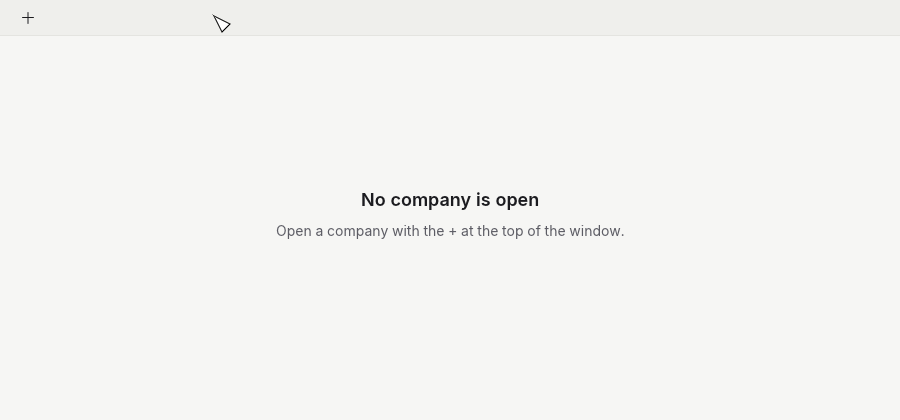 No company is open
Open a company with the + at the top of the window.